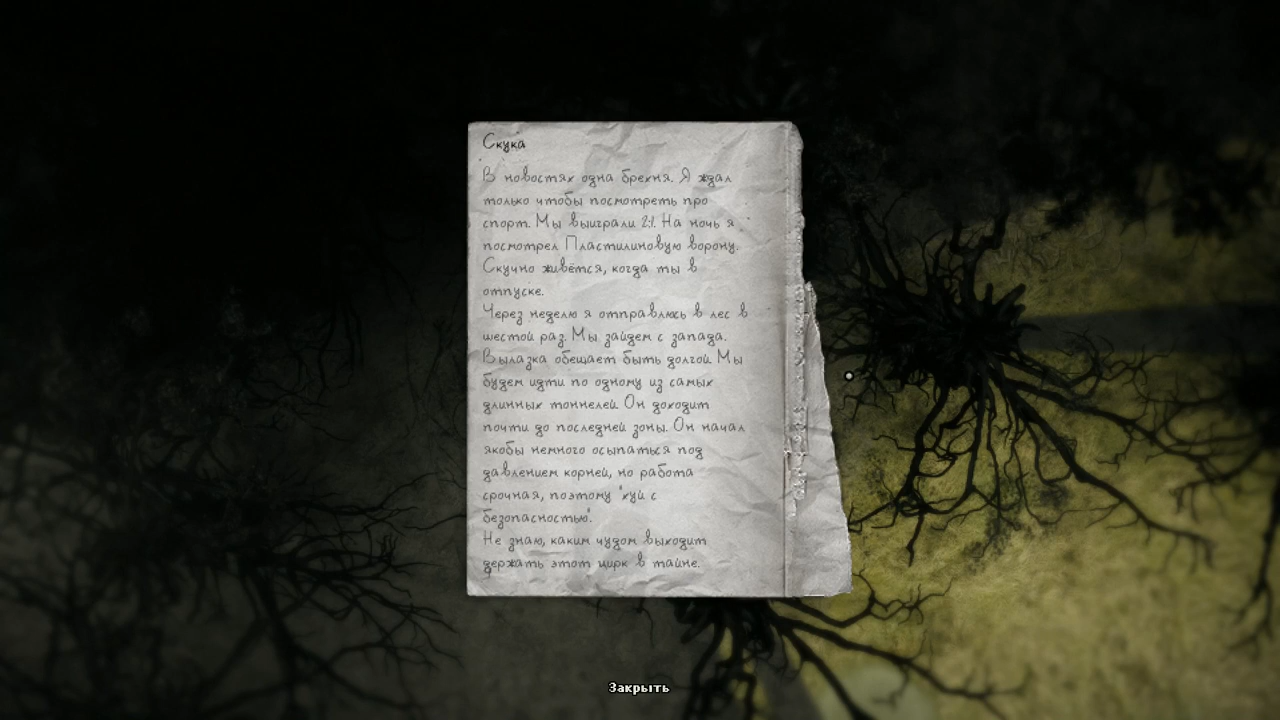 Скука
В новостях одна брехня. Я ждал
только чтобы посмотреть про
спорт. Мы выиграли 2:1. На ночь я
посмотрел Пластилиновую ворону.
Скучно живётся, когда ты в
отпуске.
Через неделю я отправлюсь в лес в
шестой раз. Мы зайдем с запада.
Вылазка обещает быть долгой. Мы
будем идти по одному из самых
длинных тоннелей. Он доходит
почти до последней зоны. Он начал
якобы немного осыпаться под
давлением корней, но работа
срочная, поэтому "хуй с
безопасностью".
Не знаю, каким чудом выходит
держать этот цирк в тайне.
Закрыть